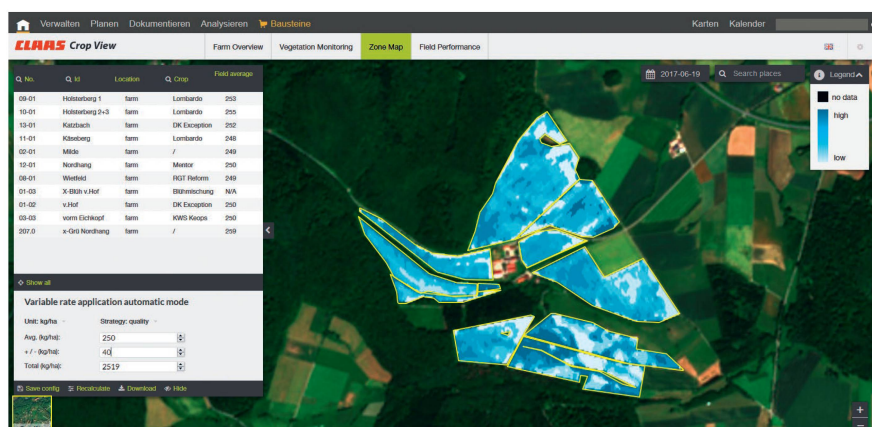 Verwalten Planen Dokumentieren Analysieren Bausteine Karten Kalender
CLAAS Crop View Farm Overview Vegetation Monitoring Zone Map Field Performance
No. Id Location Crop Field average
09-01 Holsterberg 1 farm Lombardo 253
10-01 Holsterberg 2+3 farm Lombardo 255
13-01 Katzbach farm DK Exception 252
11-01 Käseberg farm Lombardo 248
02-01 Milde farm / 249
12-01 Nordhang farm Mentor 250
08-01 Wietfeld farm RGT Reform 249
01-03 X-Blüh v.Hof farm Blühmischung N/A
01-02 v.Hof farm DK Exception 250
03-03 vorm Eichkopf farm KWS Keops 250
207.0 x-Grü Nordhang farm / 259
Show all
Variable rate application automatic mode
Unit: kg/ha Strategy: quality
Avg. (kg/ha): 250
+ / - (kg/ha): 40
Total (kg/ha): 2519
Save config Recalculate Download Hide
2017-06-19 Search places Legend
no data
high
low